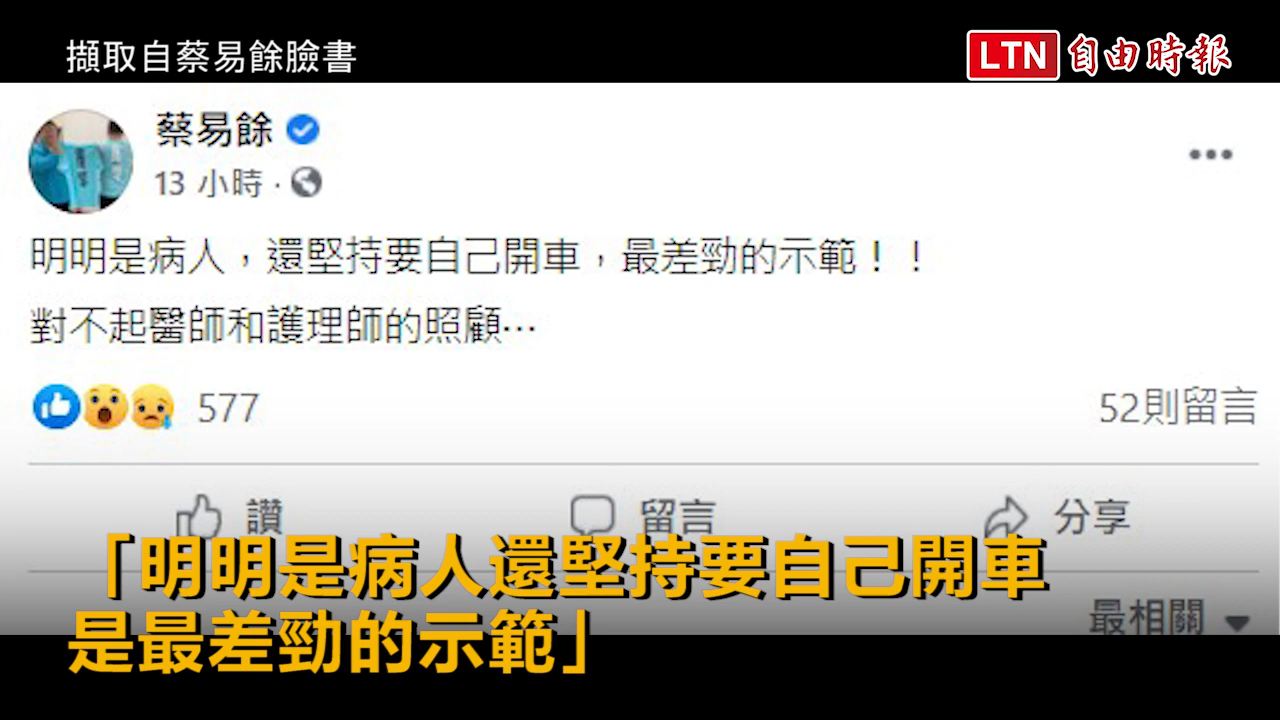 擷取自蔡易餘臉書
LTN 自由時報
蔡易餘
13 小時 ·
明明是病人，還堅持要自己開車，最差勁的示範！！
對不起醫師和護理師的照顧…
577
52則留言
讚
留言
分享
最相關
「明明是病人還堅持要自己開車
是最差勁的示範」